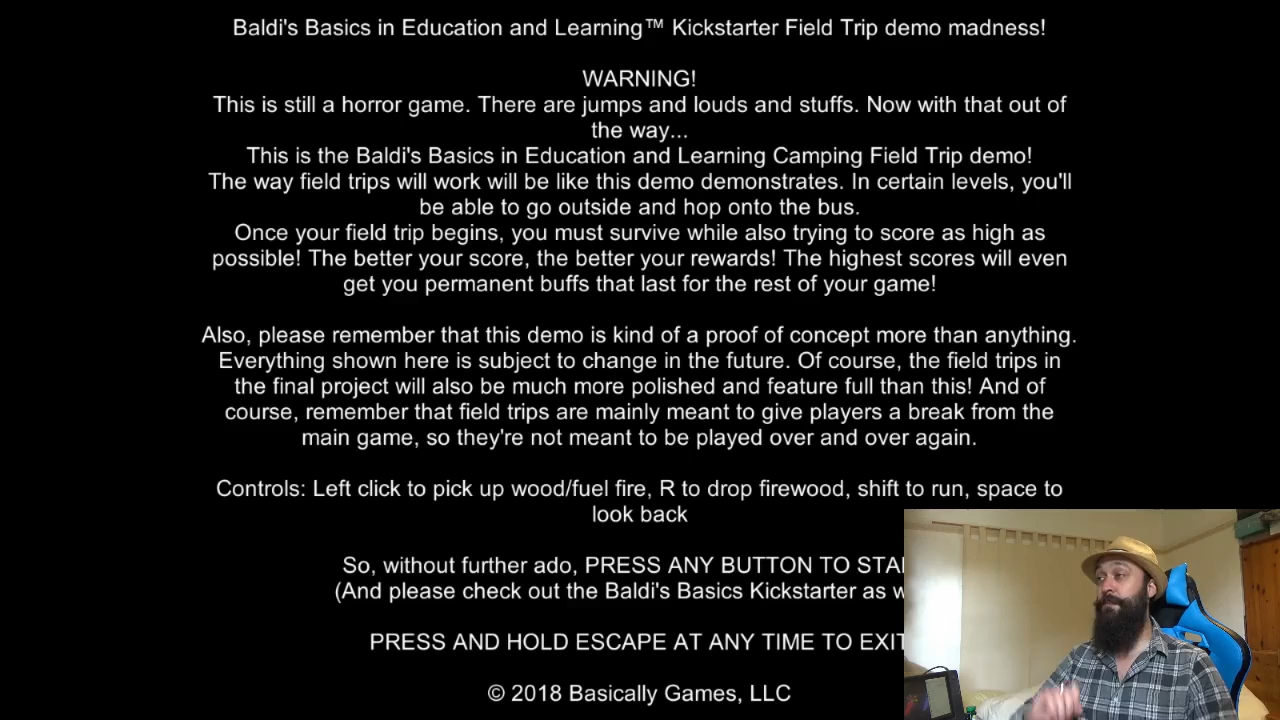 Baldi's Basics in Education and Learning™ Kickstarter Field Trip demo madness!
WARNING!
This is still a horror game. There are jumps and louds and stuffs. Now with that out of
the way...
This is the Baldi's Basics in Education and Learning Camping Field Trip demo!
The way field trips will work will be like this demo demonstrates. In certain levels, you'll
be able to go outside and hop onto the bus.
Once your field trip begins, you must survive while also trying to score as high as
possible! The better your score, the better your rewards! The highest scores will even
get you permanent buffs that last for the rest of your game!
Also, please remember that this demo is kind of a proof of concept more than anything.
Everything shown here is subject to change in the future. Of course, the field trips in
the final project will also be much more polished and feature full than this! And of
course, remember that field trips are mainly meant to give players a break from the
main game, so they're not meant to be played over and over again.
Controls: Left click to pick up wood/fuel fire, R to drop firewood, shift to run, space to
look back
So, without further ado, PRESS ANY BUTTON TO STA
(And please check out the Baldi's Basics Kickstarter as w
PRESS AND HOLD ESCAPE AT ANY TIME TO EXIT
© 2018 Basically Games, LLC